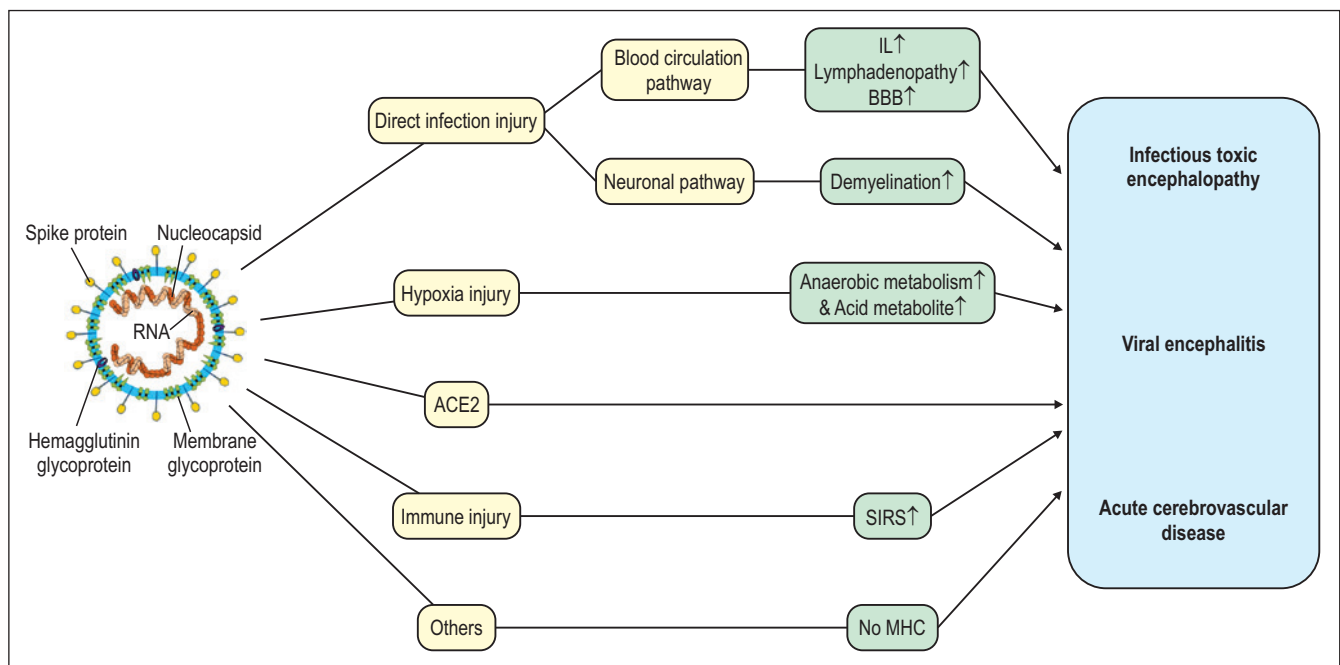 Blood circulation
pathway
IL↑
Lymphadenopathy↑
BBB↑
Direct infection injury
Neuronal pathway
Demyelination↑
Infectious toxic
encephalopathy
Spike protein
Nucleocapsid
RNA
Hemagglutinin
glycoprotein
Membrane
glycoprotein
Hypoxia injury
Anaerobic metabolism↑
& Acid metabolite↑
Viral encephalitis
ACE2
Immune injury
SIRS↑
Acute cerebrovascular
disease
Others
No MHC